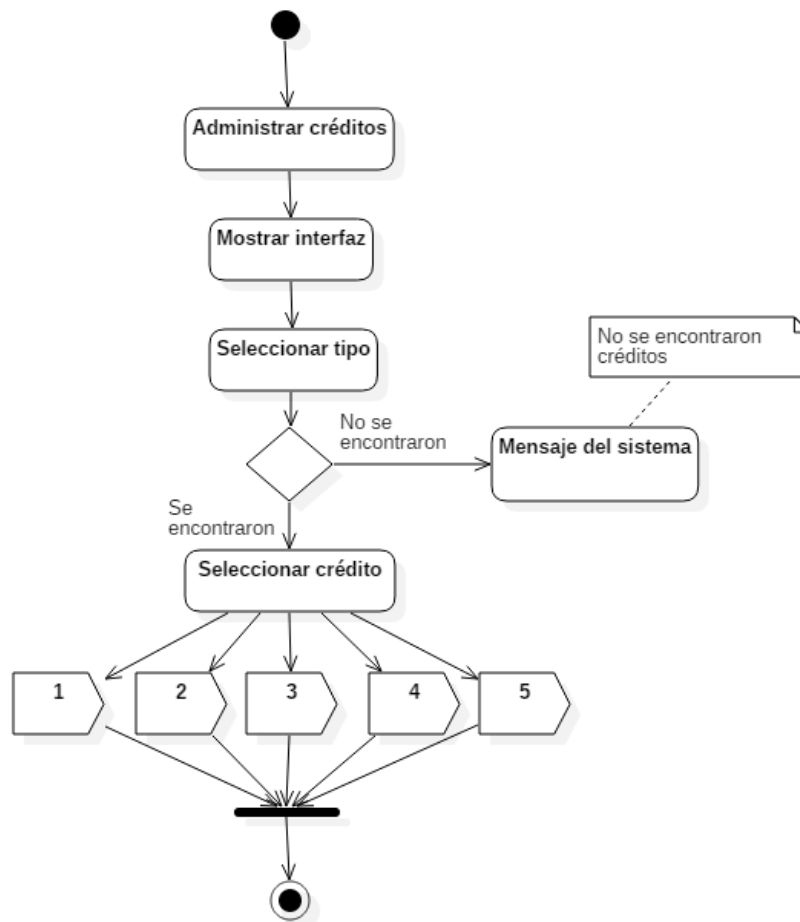 Administrar créditos
Mostrar interfaz
Seleccionar tipo
No se encontraron
créditos
No se
encontraron
Mensaje del sistema
Se
encontraron
Seleccionar crédito
1
2
3
4
5